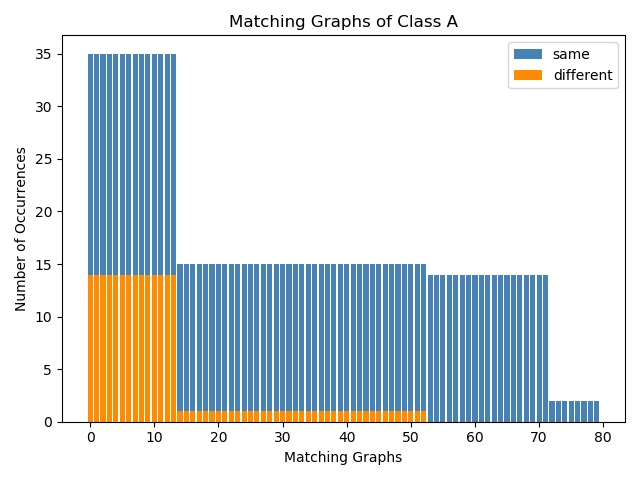 Matching Graphs of Class A
same
different
35
30
25
20
15
10
5
0
Number of Occurrences
0 10 20 30 40 50 60 70 80
Matching Graphs